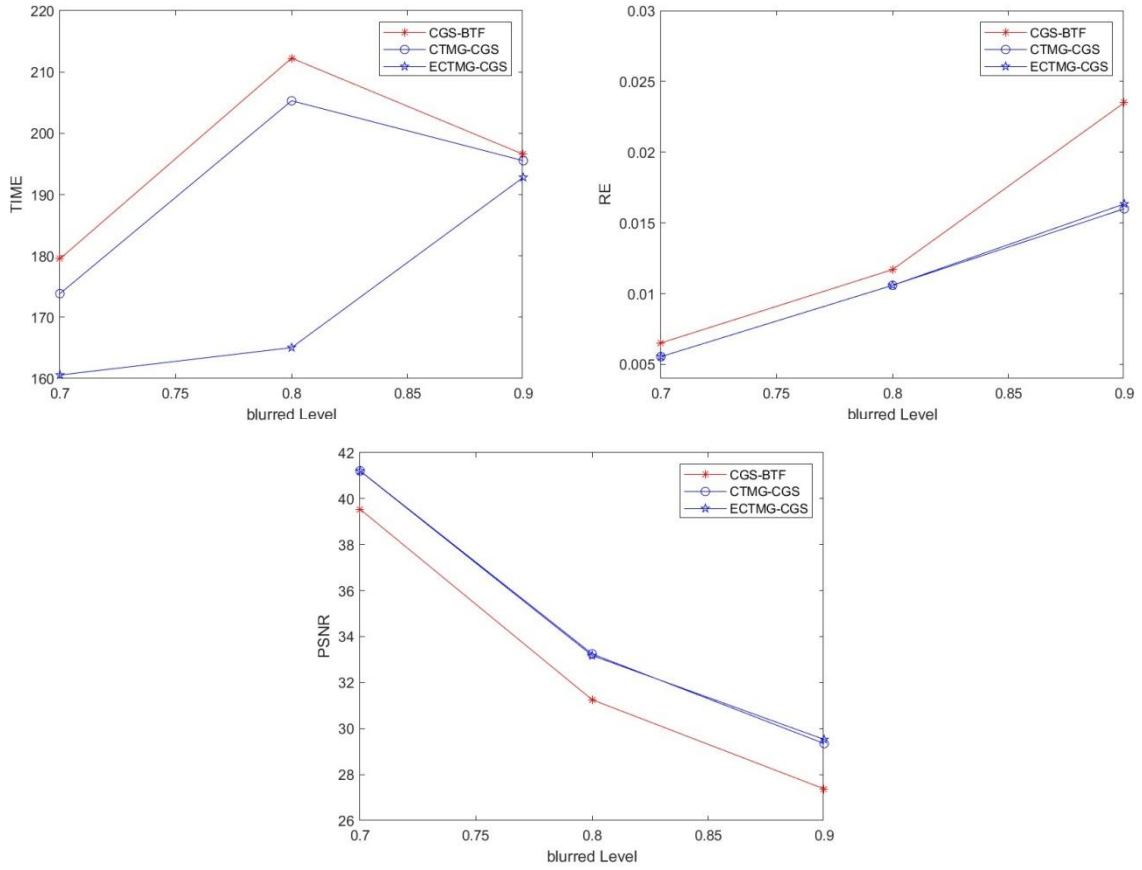 220
210
200
190
180
170
160
TIME
0.7 0.75 0.8 0.85 0.9
blurred Level
CGS-BTF
CTMG-CGS
ECTMG-CGS
0.03
0.025
0.02
0.015
0.01
0.005
RE
0.7 0.75 0.8 0.85 0.9
blurred Level
CGS-BTF
CTMG-CGS
ECTMG-CGS
42
40
38
36
34
32
30
28
26
PSNR
0.7 0.75 0.8 0.85 0.9
blurred Level
CGS-BTF
CTMG-CGS
ECTMG-CGS